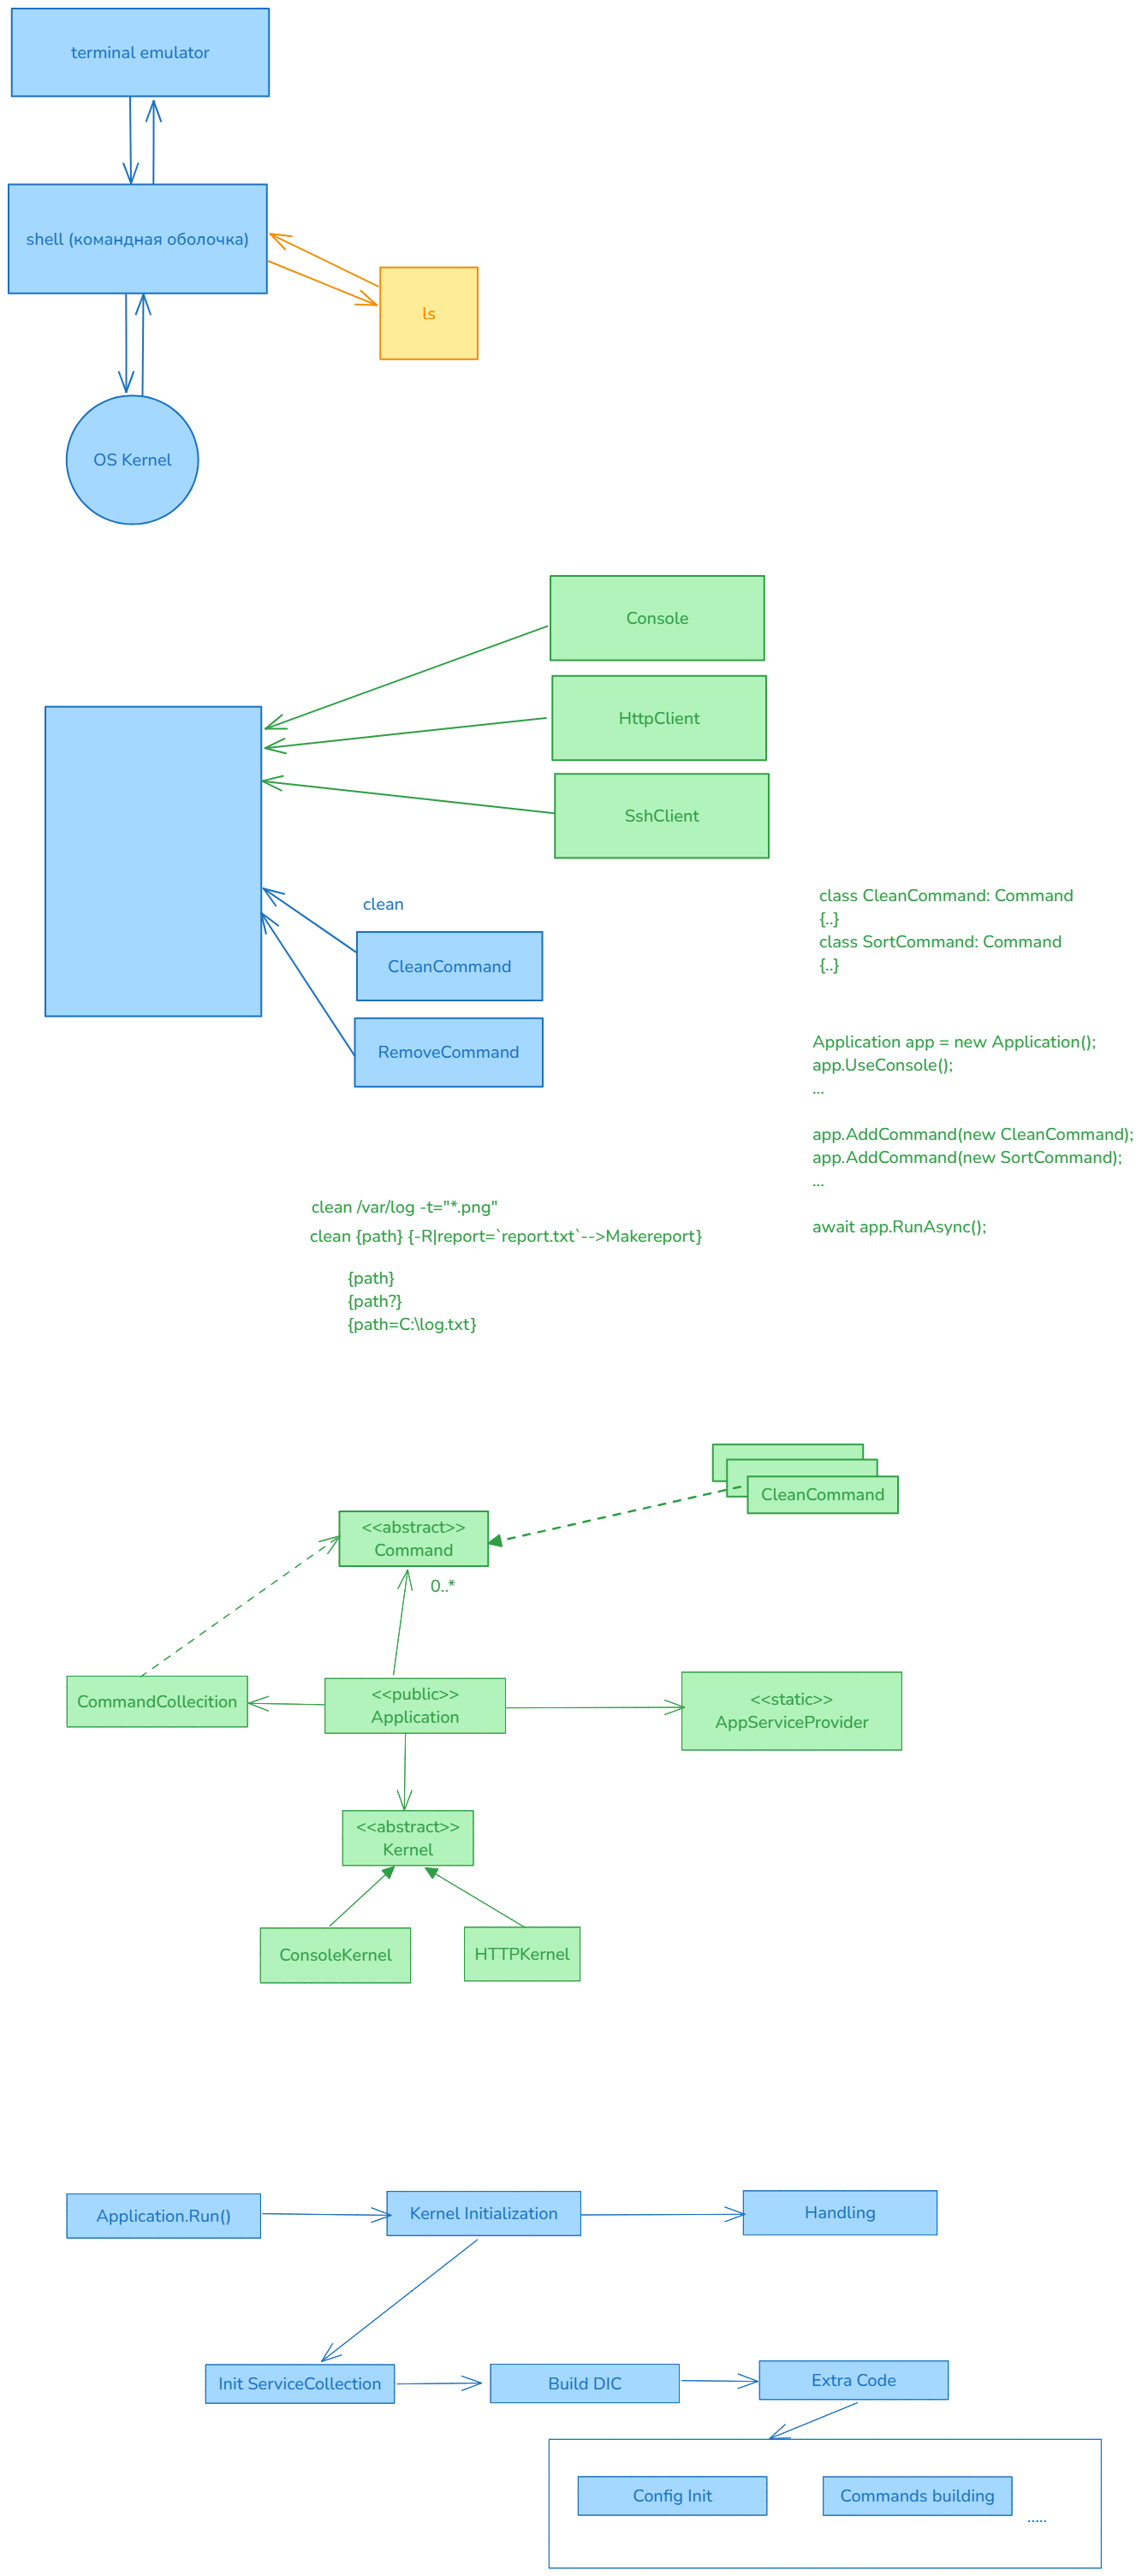 terminal emulator
shell (командная оболочка)
ls
OS Kernel
Console
HttpClient
SshClient
clean
CleanCommand
RemoveCommand
class CleanCommand: Command
{..}
class SortCommand: Command
{..}
Application app = new Application();
app.UseConsole();
...
app.AddCommand(new CleanCommand);
app.AddCommand(new SortCommand);
...
await app.RunAsync();
clean /var/log -t="*.png"
clean {path} {-R|report=`report.txt`-->Makereport}
{path}
{path?}
{path=C:\log.txt}
CleanCommand
<<abstract>>
Command
0..*
CommandCollecition
<<public>>
Application
<<static>>
AppServiceProvider
<<abstract>>
Kernel
ConsoleKernel
HTTPKernel
Application.Run()
Kernel Initialization
Handling
Init ServiceCollection
Build DIC
Extra Code
Config Init
Commands building
.....